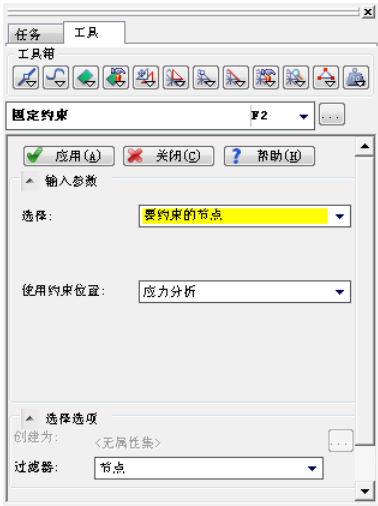 任务 工具
工具箱
固定约束 F2 ...
应用(A) 关闭(C) ? 帮助(H)
输入参数
选择: 要约束的节点
使用约束位置: 应力分析
选择选项
创建为: <无属性集> ...
过滤器: 节点